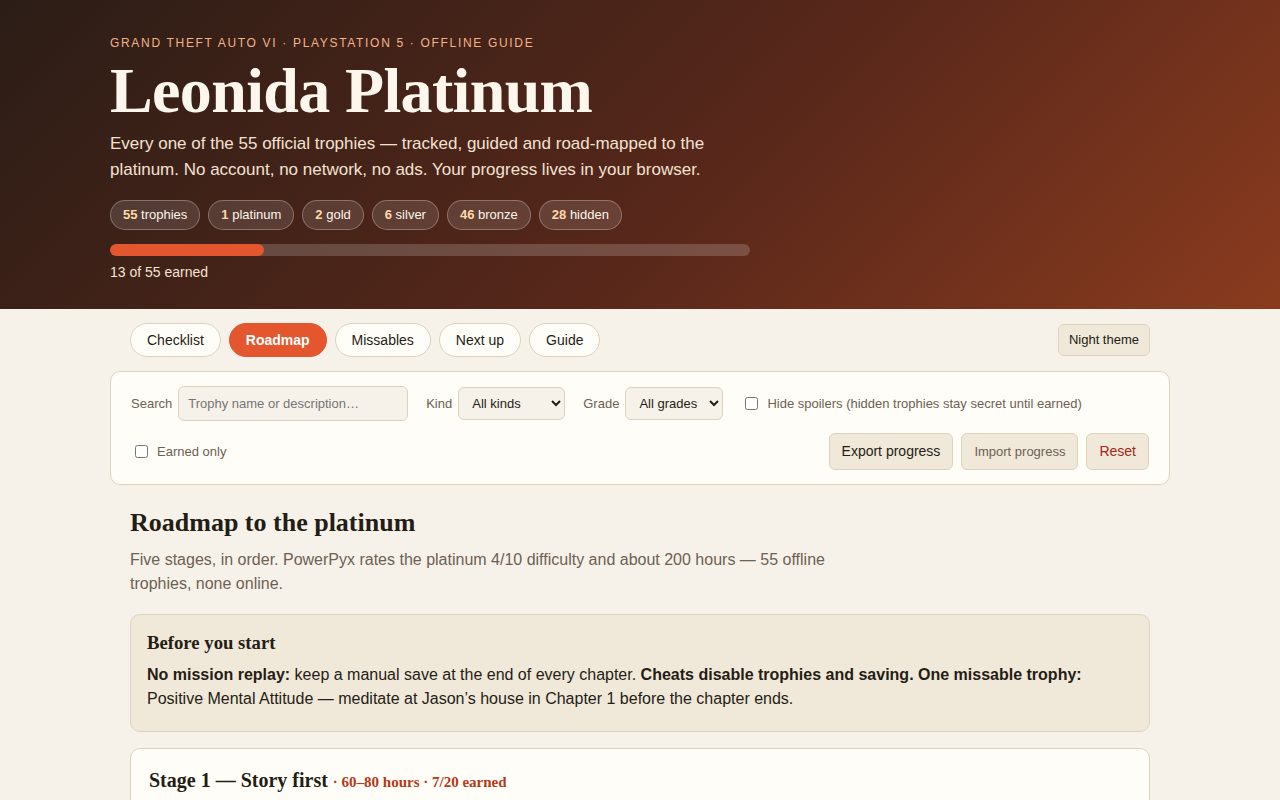 GRAND THEFT AUTO VI · PLAYSTATION 5 · OFFLINE GUIDE
Leonida Platinum
Every one of the 55 official trophies — tracked, guided and road-mapped to the
platinum. No account, no network, no ads. Your progress lives in your browser.
55 trophies 1 platinum 2 gold 6 silver 46 bronze 28 hidden
13 of 55 earned
Checklist Roadmap Missables Next up Guide Night theme
Search Trophy name or description… Kind All kinds Grade All grades Hide spoilers (hidden trophies stay secret until earned)
Earned only Export progress Import progress Reset
Roadmap to the platinum
Five stages, in order. PowerPyx rates the platinum 4/10 difficulty and about 200 hours — 55 offline
trophies, none online.
Before you start
No mission replay: keep a manual save at the end of every chapter. Cheats disable trophies and saving. One missable trophy:
Positive Mental Attitude — meditate at Jason’s house in Chapter 1 before the chapter ends.
Stage 1 — Story first · 60–80 hours · 7/20 earned